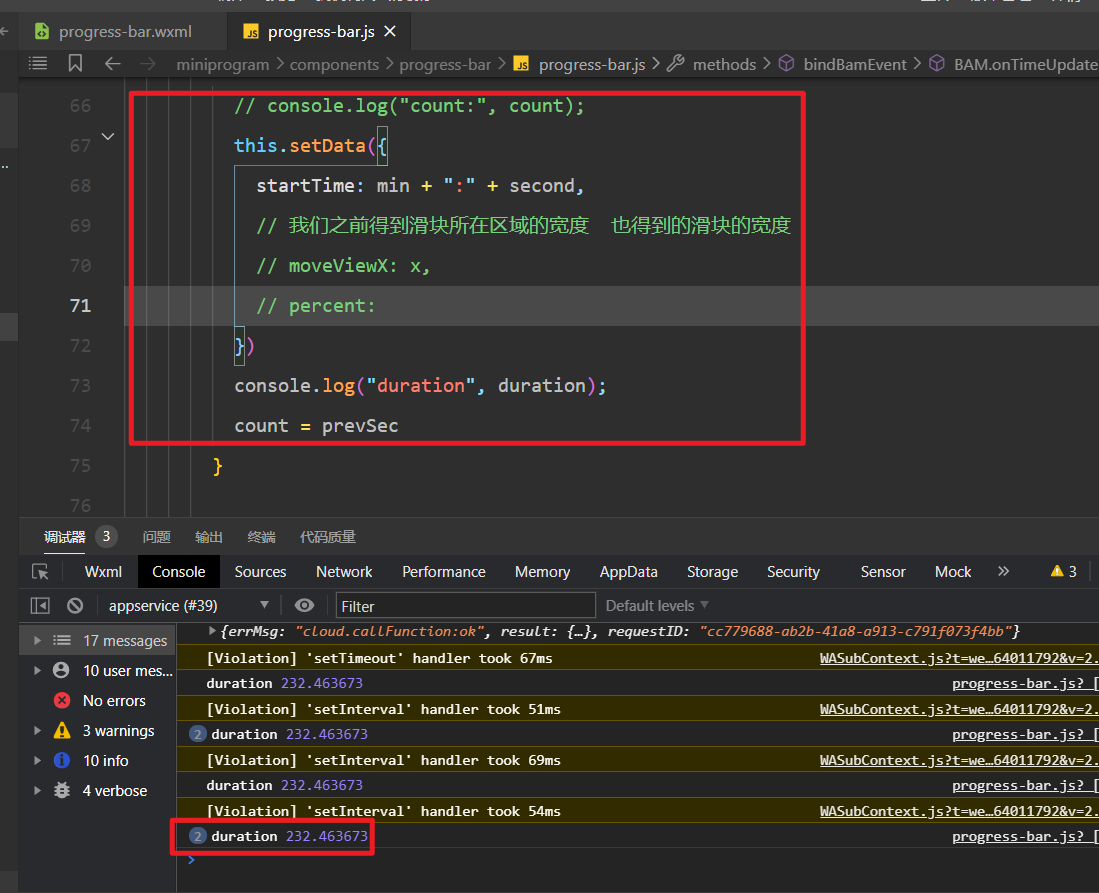 progress-bar.wxml
JS progress-bar.js ×
miniprogram > components > progress-bar > JS progress-bar.js > methods > bindBamEvent > BAM.onTimeUpdate
66 // console.log("count:", count);
67 this.setData({
68 startTime: min + ":" + second,
69 // 我们之前得到滑块所在区域的宽度 也得到的滑块的宽度
70 // moveViewX: x,
71 // percent:
72 })
73 console.log("duration", duration);
74 count = prevSec
75 }
76
调试器 3 问题 输出 终端 代码质量
Wxml Console Sources Network Performance Memory AppData Storage Security Sensor Mock » 3
appservice (#39) ▼ Filter Default levels ▼
17 messages
10 user mes...
No errors
3 warnings
10 info
4 verbose
{errMsg: "cloud.callFunction:ok", result: {…}, requestID: "cc779688-ab2b-41a8-a913-c791f073f4bb"}
[Violation] 'setTimeout' handler took 67ms WASubContext.js?t=we…64011792&v=2.
duration 232.463673 progress-bar.js? [
[Violation] 'setInterval' handler took 51ms WASubContext.js?t=we…64011792&v=2.
2 duration 232.463673 progress-bar.js? [
[Violation] 'setInterval' handler took 69ms WASubContext.js?t=we…64011792&v=2.
duration 232.463673 progress-bar.js? [
[Violation] 'setInterval' handler took 54ms WASubContext.js?t=we…64011792&v=2.
2 duration 232.463673 progress-bar.js? [
>